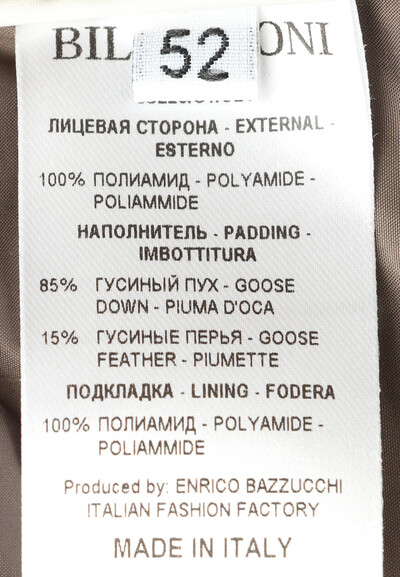 52
ЛИЦЕВАЯ СТОРОНА - EXTERNAL -
ESTERNO
100% ПОЛИАМИД - POLYAMIDE -
POLIAMMIDE
НАПОЛНИТЕЛЬ - PADDING -
IMBOTTITURA
85% ГУСИНЫЙ ПУХ - GOOSE
DOWN - PIUMA D'OCA
15% ГУСИНЫЕ ПЕРЬЯ - GOOSE
FEATHER - PIUMETTE
ПОДКЛАДКА - LINING - FODERA
100% ПОЛИАМИД - POLYAMIDE -
POLIAMMIDE
Produced by: ENRICO BAZZUCCHI
ITALIAN FASHION FACTORY
MADE IN ITALY